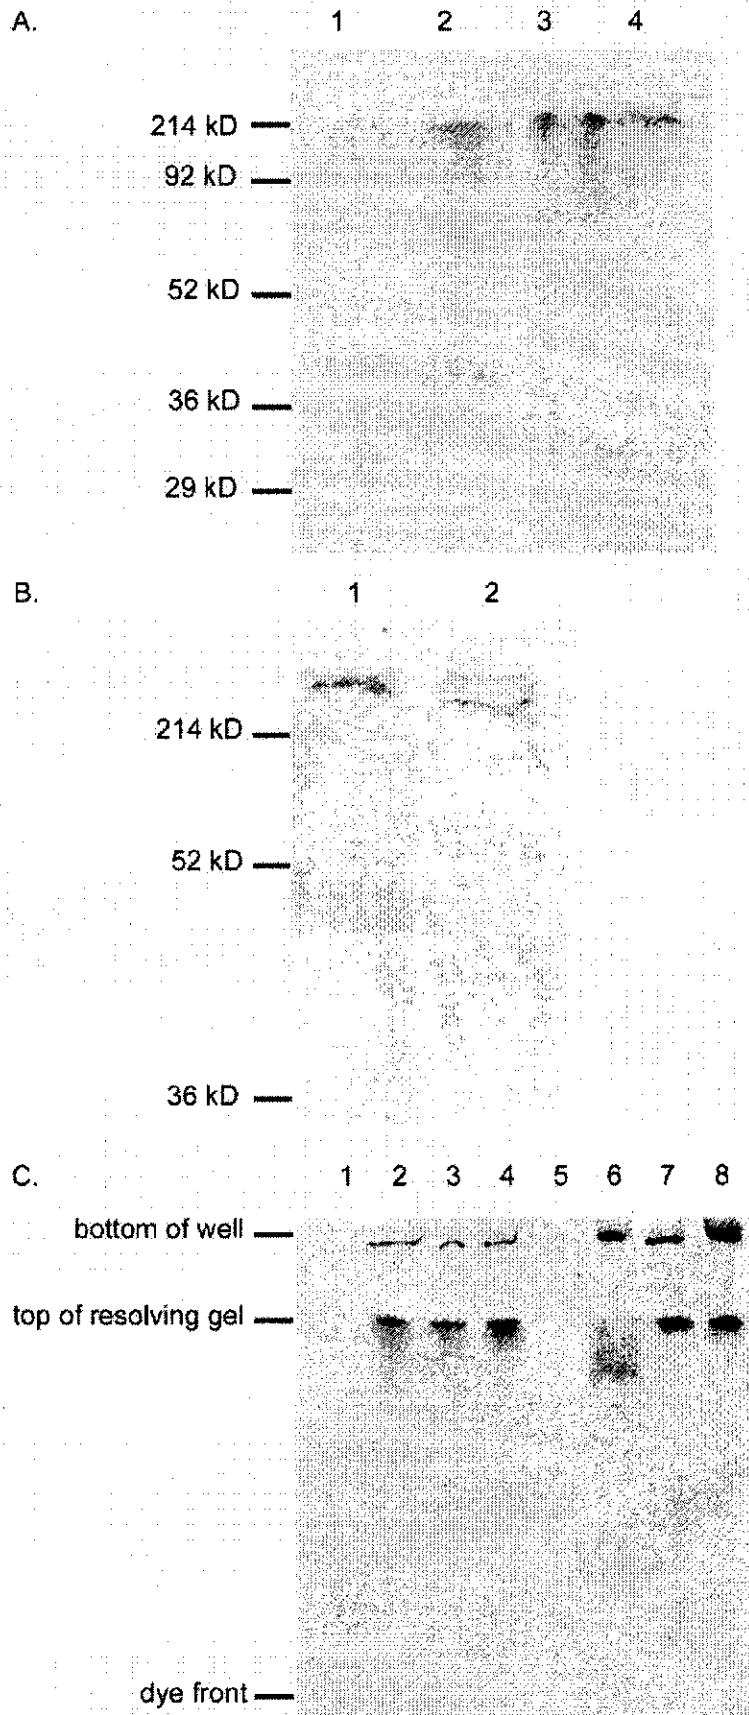 A. 1 2 3 4
214 kD
92 kD
52 kD
36 kD
29 kD
B. 1 2
214 kD
52 kD
36 kD
C. 1 2 3 4 5 6 7 8
bottom of well
top of resolving gel
dye front